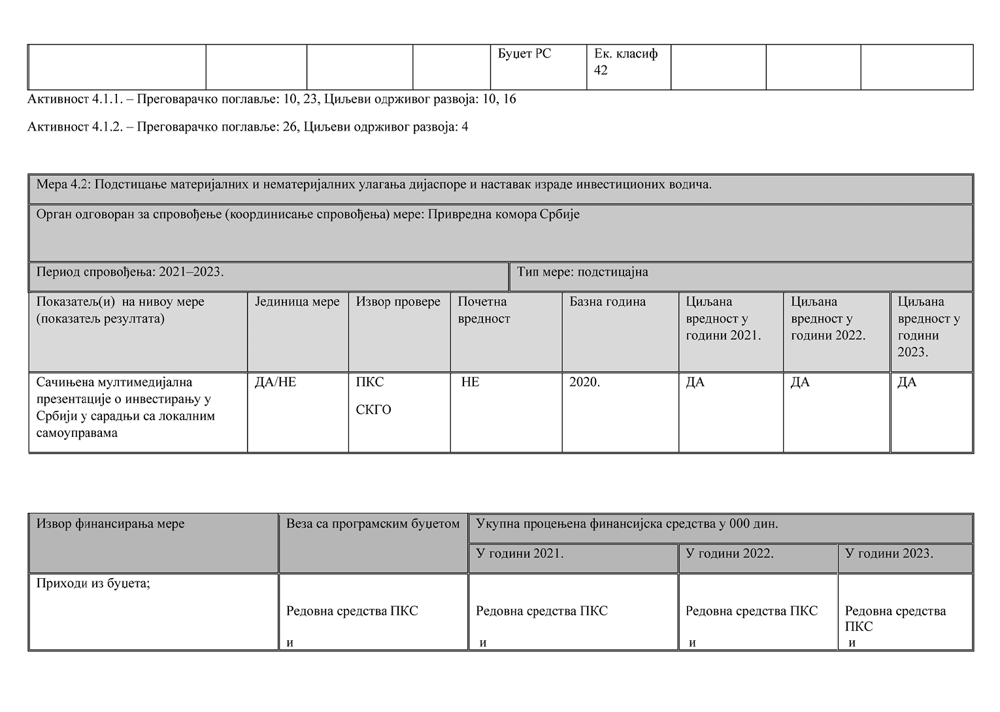 Буџет РС
Ек. класиф
42
Активност 4.1.1. – Преговарачко поглавље: 10, 23, Циљеви одрживог развоја: 10, 16
Активност 4.1.2. – Преговарачко поглавље: 26, Циљеви одрживог развоја: 4
Мера 4.2: Подстицање материјалних и нематеријалних улагања дијаспоре и наставак израде инвестиционих водича.
Орган одговоран за спровођење (координисање спровођења) мере: Привредна комора Србије
Период спровођења: 2021–2023.
Тип мере: подстицајна
Показатељ(и) на нивоу мере
(показатељ резултата)
Јединица мере
Извор провере
Почетна
вредност
Базна година
Циљана
вредност у
години 2021.
Циљана
вредност у
години 2022.
Циљана
вредност у
години
2023.
Сачињена мултимедијална
презентације о инвестирању у
Србији у сарадњи са локалним
самоуправама
ДА/НЕ
ПКС
СКГО
НЕ
2020.
ДА
ДА
ДА
Извор финансирања мере
Веза са програмским буџетом
Укупна процењена финансијска средства у 000 дин.
У години 2021.
У години 2022.
У години 2023.
Приходи из буџета;
Редовна средства ПКС
и
Редовна средства ПКС
и
Редовна средства ПКС
и
Редовна средства
ПКС
и